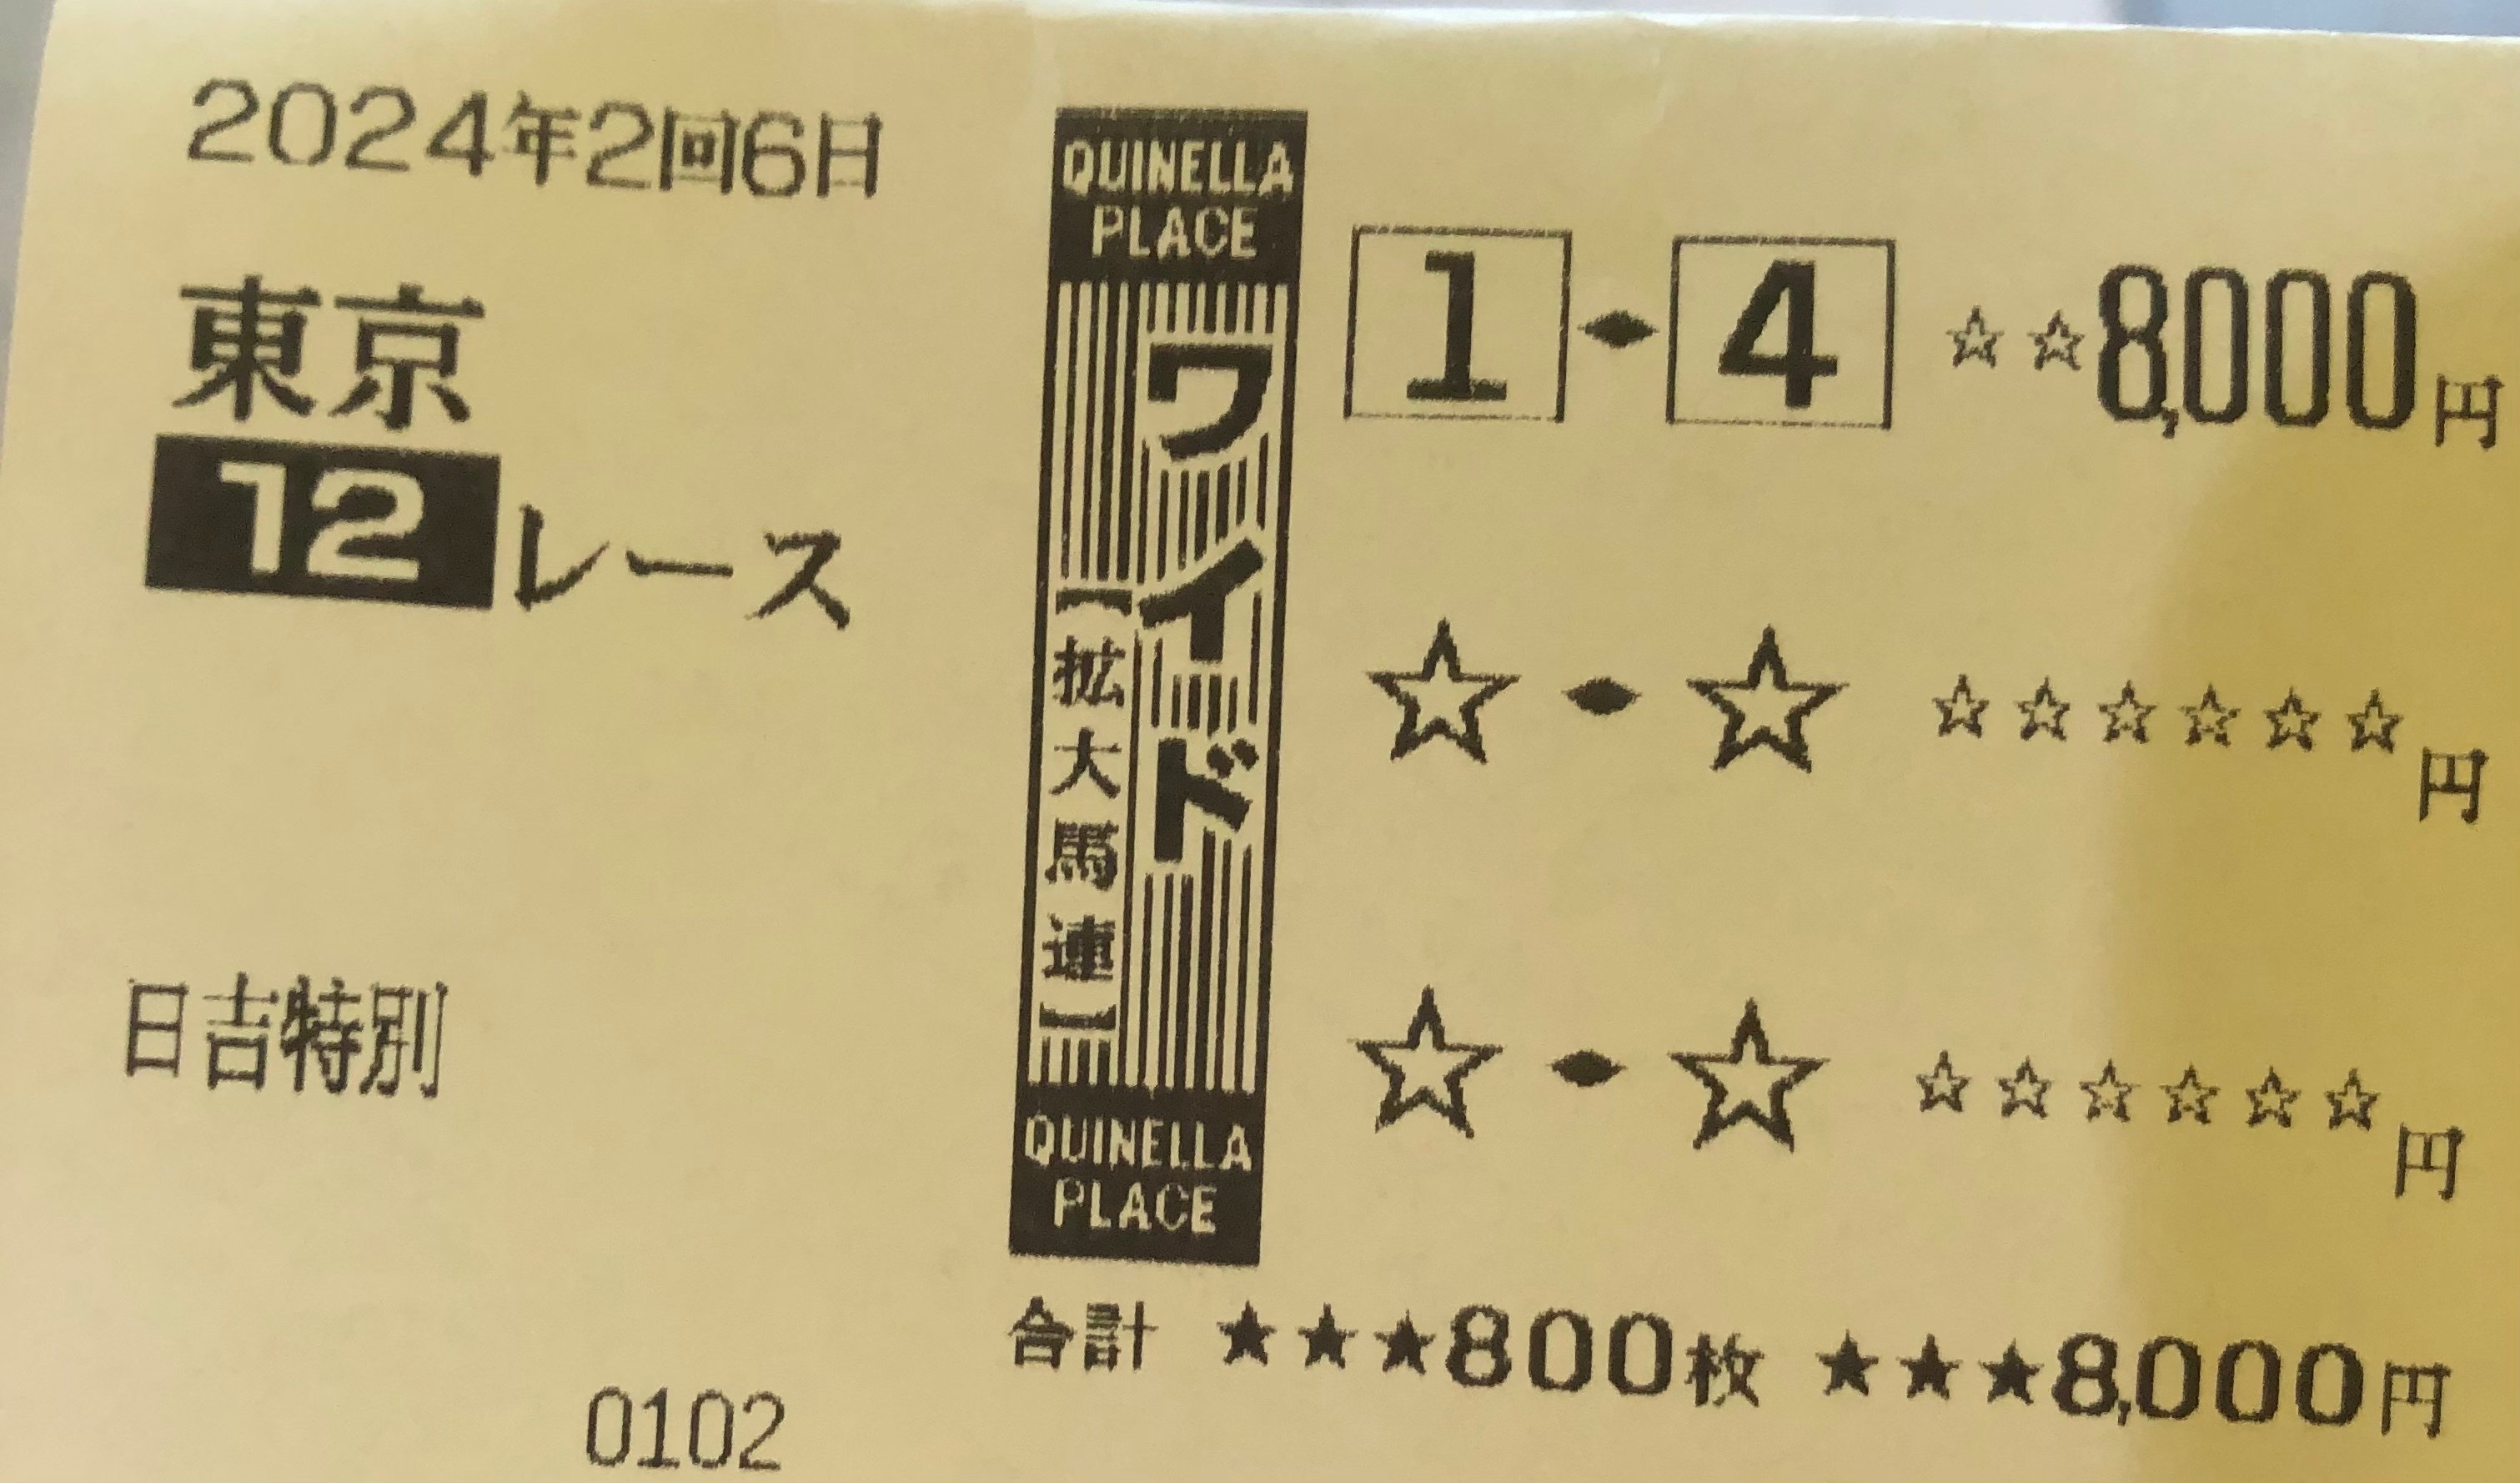 2024年2回6日
東京
12レース
日吉特別
0102
QUINELLA
PLACE
ワイド
【拡大馬連】
QUINELLA
PLACE
1-4 ☆☆8,000円
☆-☆ ☆☆☆☆☆☆円
☆-☆ ☆☆☆☆☆☆円
合計 ★★★800枚 ★★★8,000円